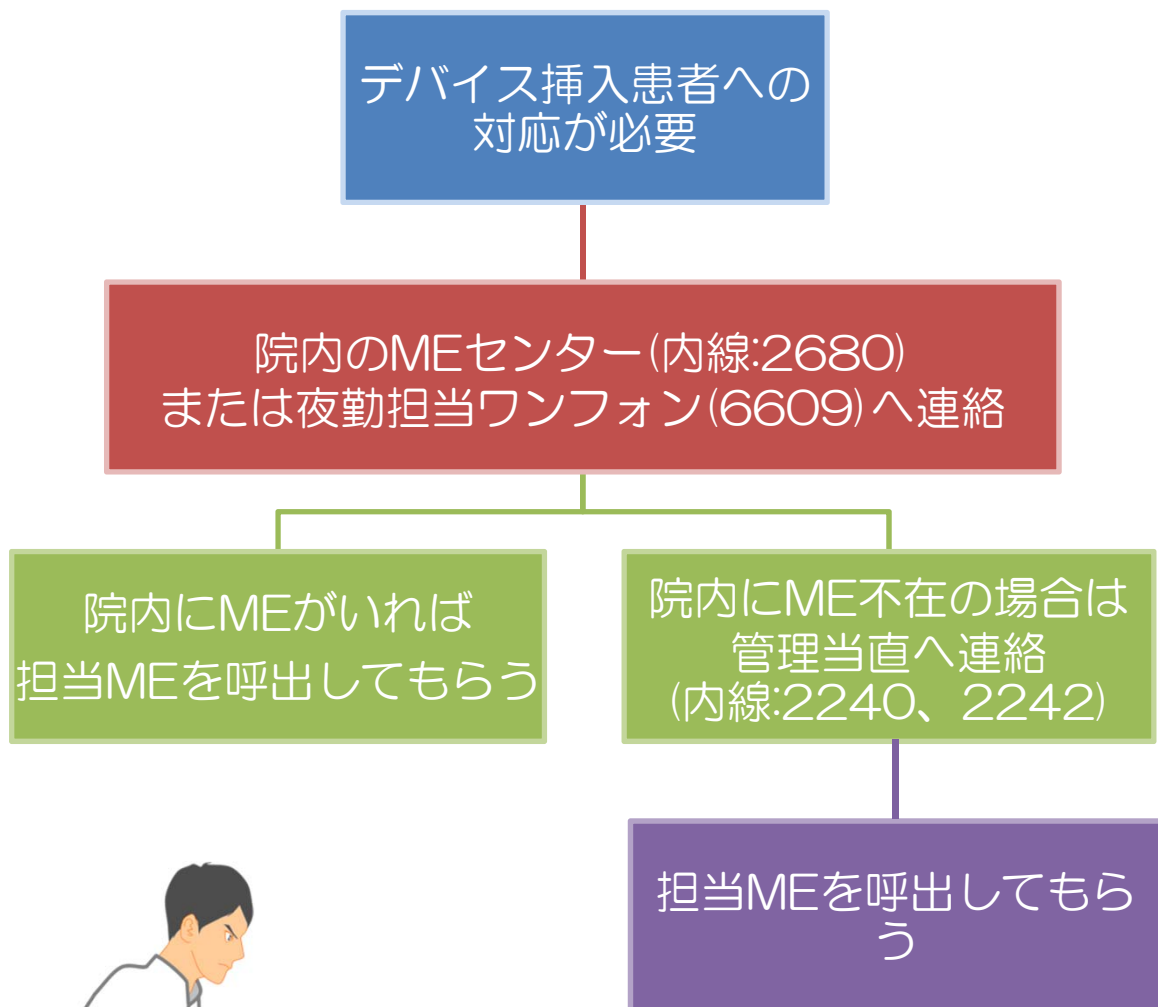 デバイス挿入患者への
対応が必要
院内のMEセンター(内線:2680)
または夜勤担当ワンフォン(6609)へ連絡
院内にMEがいれば
担当MEを呼出してもらう
院内にME不在の場合は
管理当直へ連絡
(内線:2240、2242)
担当MEを呼出してもら
う